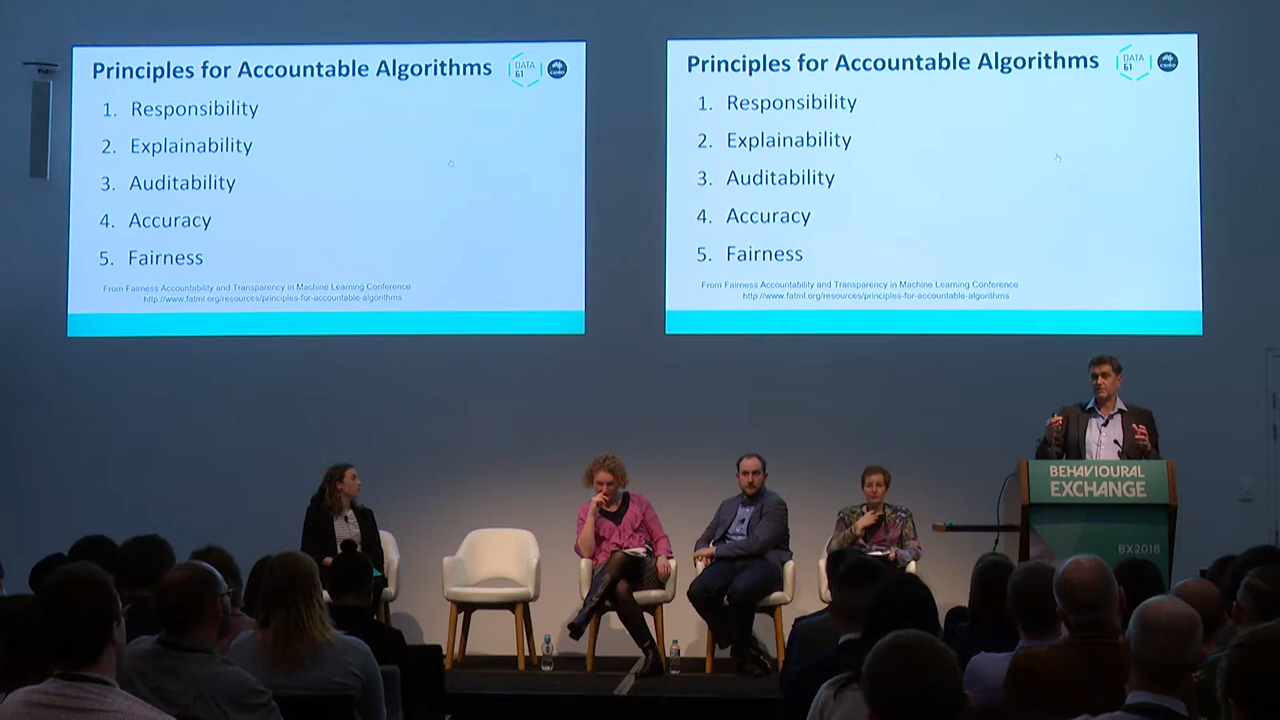 Principles for Accountable Algorithms
DATA
61
CSIRO
1. Responsibility
2. Explainability
3. Auditability
4. Accuracy
5. Fairness
From Fairness Accountability and Transparency in Machine Learning Conference
http://www.fatml.org/resources/principles-for-accountable-algorithms
Principles for Accountable Algorithms
DATA
61
CSIRO
1. Responsibility
2. Explainability
3. Auditability
4. Accuracy
5. Fairness
From Fairness Accountability and Transparency in Machine Learning Conference
http://www.fatml.org/resources/principles-for-accountable-algorithms
BEHAVIOURAL
EXCHANGE
BX2018